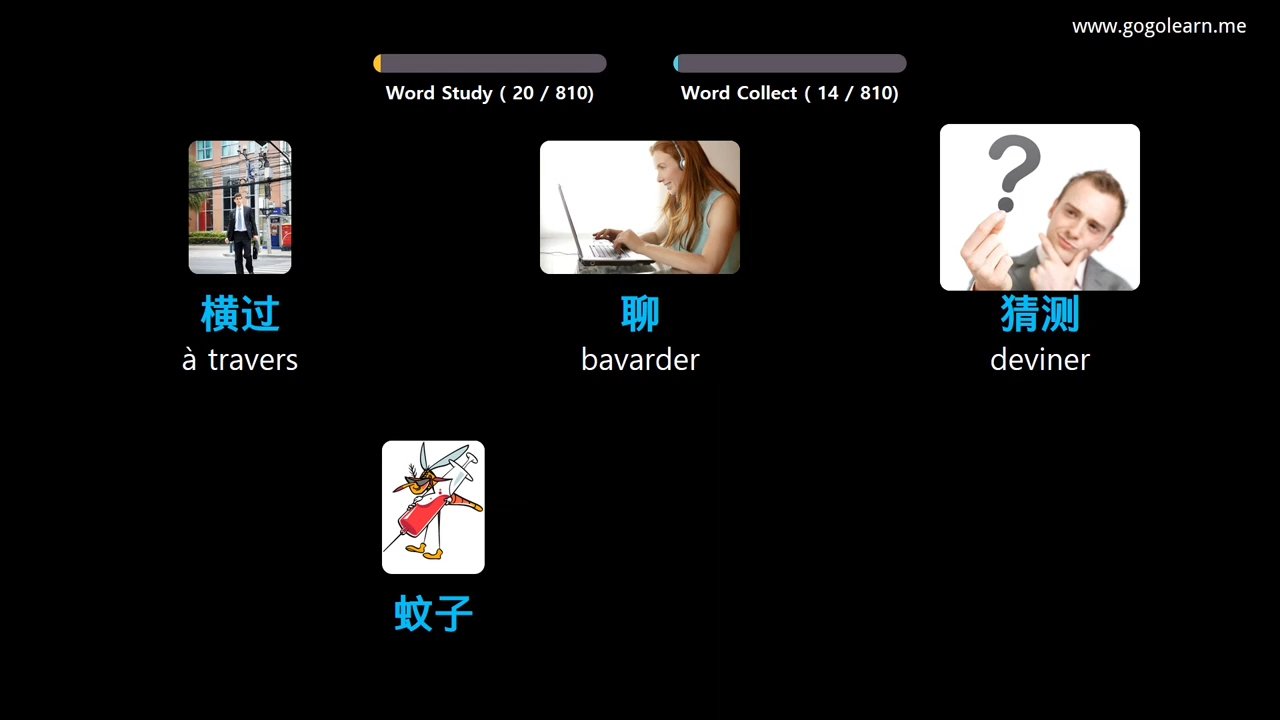 www.gogolearn.me
Word Study ( 20 / 810)
Word Collect ( 14 / 810)
横过
à travers
聊
bavarder
猜测
deviner
蚊子